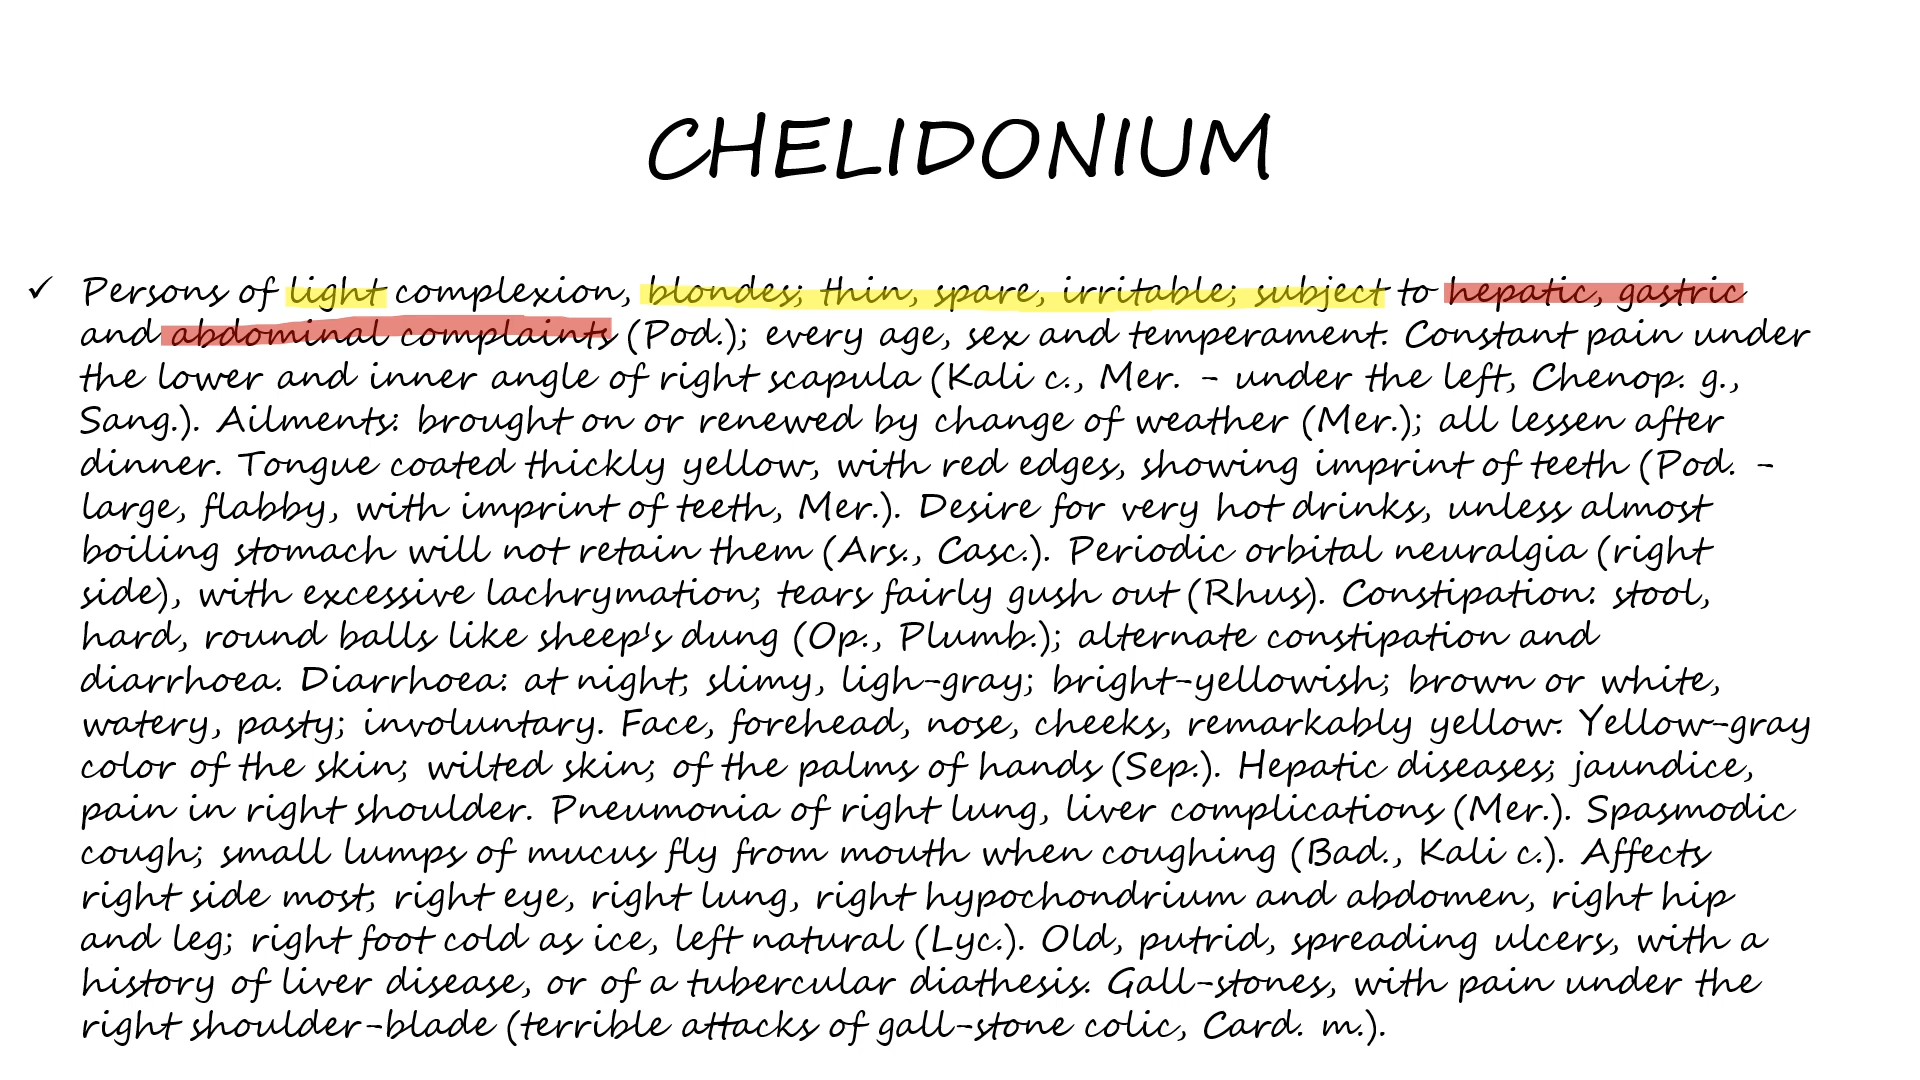 CHELIDONIUM
✓ Persons of light complexion, blondes; thin, spare, irritable; subject to hepatic, gastric
and abdominal complaints (Pod.); every age, sex and temperament. Constant pain under
the lower and inner angle of right scapula (Kali c., Mer. - under the left, Chenop. g.,
Sang.). Ailments: brought on or renewed by change of weather (Mer.); all lessen after
dinner. Tongue coated thickly yellow, with red edges, showing imprint of teeth (Pod. -
large, flabby, with imprint of teeth, Mer.). Desire for very hot drinks, unless almost
boiling stomach will not retain them (Ars., Casc.). Periodic orbital neuralgia (right
side), with excessive lachrymation; tears fairly gush out (Rhus). Constipation: stool,
hard, round balls like sheep's dung (Op., Plumb.); alternate constipation and
diarrhoea. Diarrhoea: at night; slimy, ligh-gray; bright-yellowish; brown or white,
watery, pasty; involuntary. Face, forehead, nose, cheeks, remarkably yellow. Yellow-gray
color of the skin; wilted skin; of the palms of hands (Sep.). Hepatic diseases; jaundice,
pain in right shoulder. Pneumonia of right lung, liver complications (Mer.). Spasmodic
cough; small lumps of mucus fly from mouth when coughing (Bad., Kali c.). Affects
right side most; right eye, right lung, right hypochondrium and abdomen, right hip
and leg; right foot cold as ice, left natural (Lyc.). Old, putrid, spreading ulcers, with a
history of liver disease, or of a tubercular diathesis. Gall-stones, with pain under the
right shoulder-blade (terrible attacks of gall-stone colic, Card. m.).